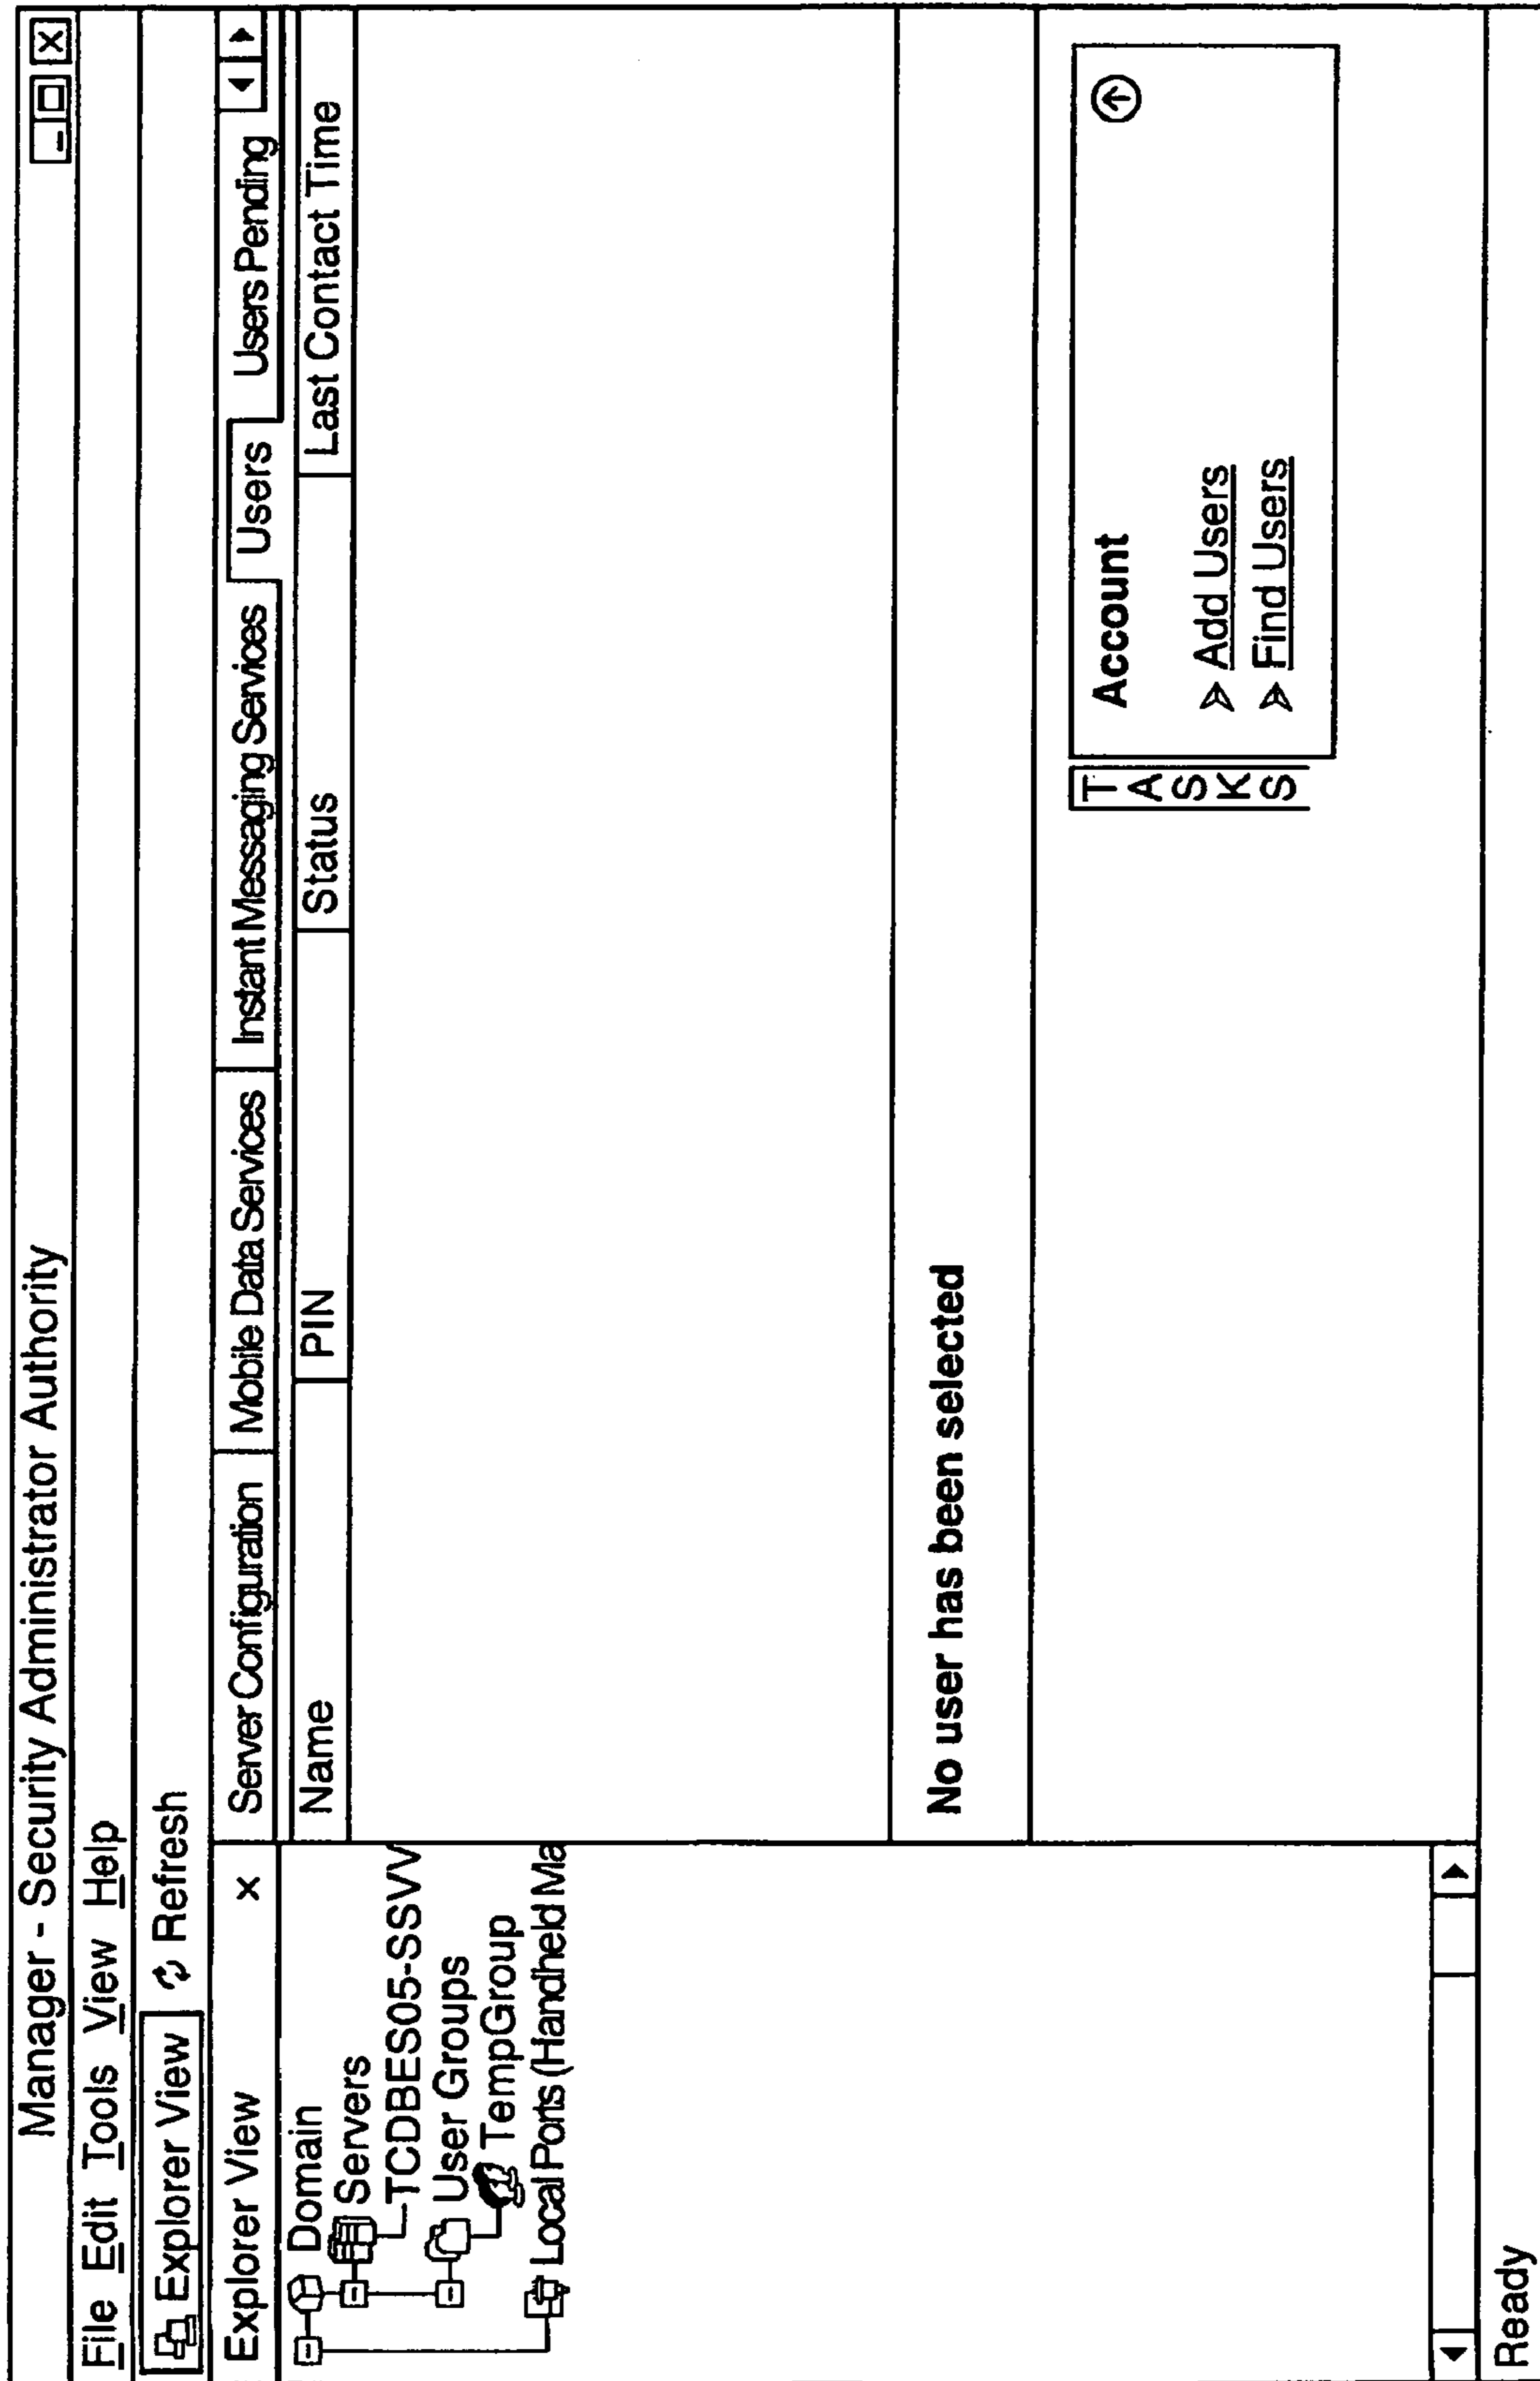 Manager - Security Administrator Authority
File Edit Tools View Help
Explorer View Refresh
Explorer View x
Domain
Servers
TCDBES05-SSVV
User Groups
TempGroup
Local Ports (Handheld Ma
Server Configuration Mobile Data Services Instant Messaging Services Users Users Pending
Name PIN Status Last Contact Time
No user has been selected
TASKS
Account
Add Users
Find Users
Ready